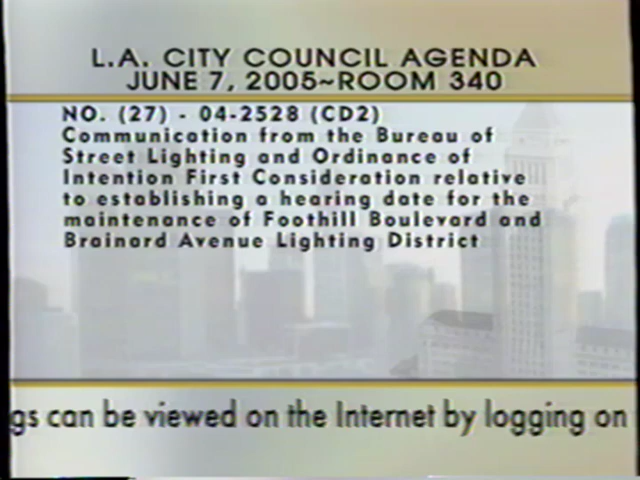 L.A. CITY COUNCIL AGENDA
JUNE 7, 2005~ROOM 340
NO. (27) - 04-2528 (CD2)
Communication from the Bureau of
Street Lighting and Ordinance of
Intention First Consideration relative
to establishing a hearing date for the
maintenance of Foothill Boulevard and
Brainard Avenue Lighting District
gs can be viewed on the Internet by logging on